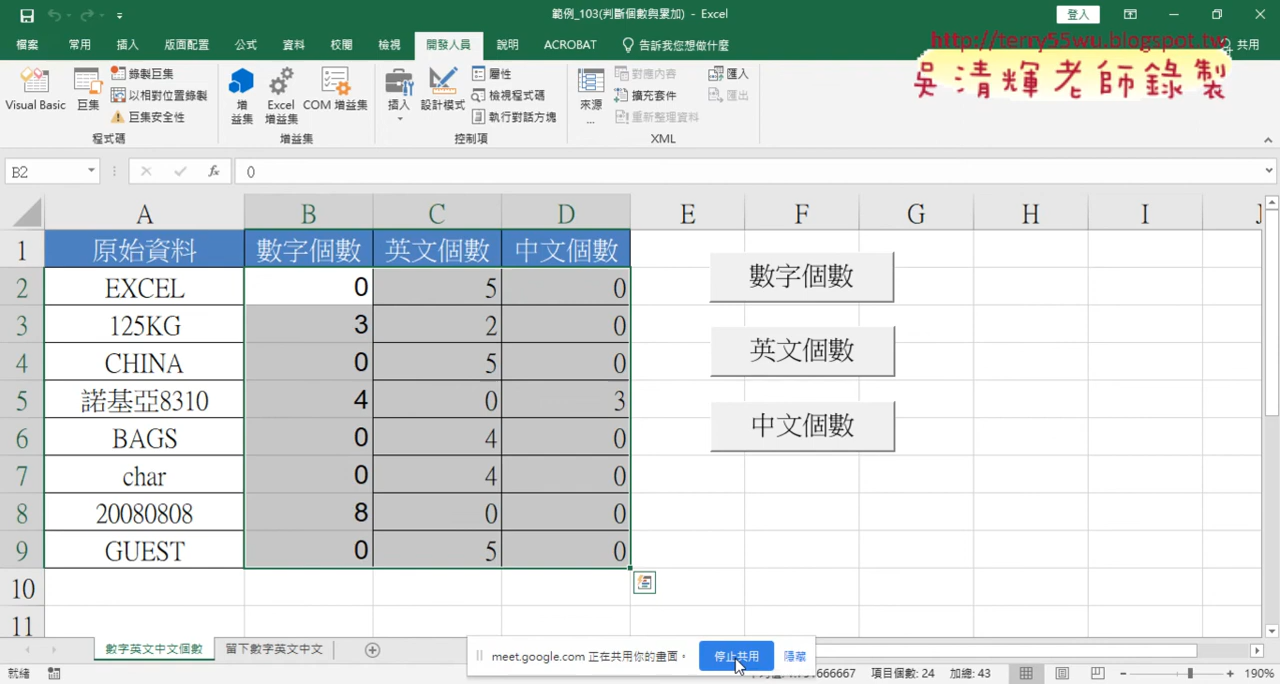 範例_103(判斷個數與累加) - Excel
登入
檔案 常用 插入 版面配置 公式 資料 校閱 檢視 開發人員 說明 ACROBAT 告訴我您想做什麼 共用
http://terry55wu.blogspot.tw
吳清輝老師錄製
Visual Basic 巨集 錄製巨集 以相對位置錄製 巨集安全性
增益集 Excel 增益集 COM 增益集
插入 設計模式 屬性 檢視程式碼 執行對話方塊
來源 ... 對應內容 擴充套件 重新整理資料 匯入 匯出
程式碼 增益集 控制項 XML
B2 fx 0
A B C D E F G H I J
1 原始資料 數字個數 英文個數 中文個數
2 EXCEL 0 5 0
3 125KG 3 2 0
4 CHINA 0 5 0
5 諾基亞8310 4 0 3
6 BAGS 0 4 0
7 char 0 4 0
8 20080808 8 0 0
9 GUEST 0 5 0
10
11
數字個數
英文個數
中文個數
數字英文中文個數 留下數字英文中文
meet.google.com 正在共用你的畫面。 停止共用 隱藏
就緒 項目個數: 24 加總: 43 190%